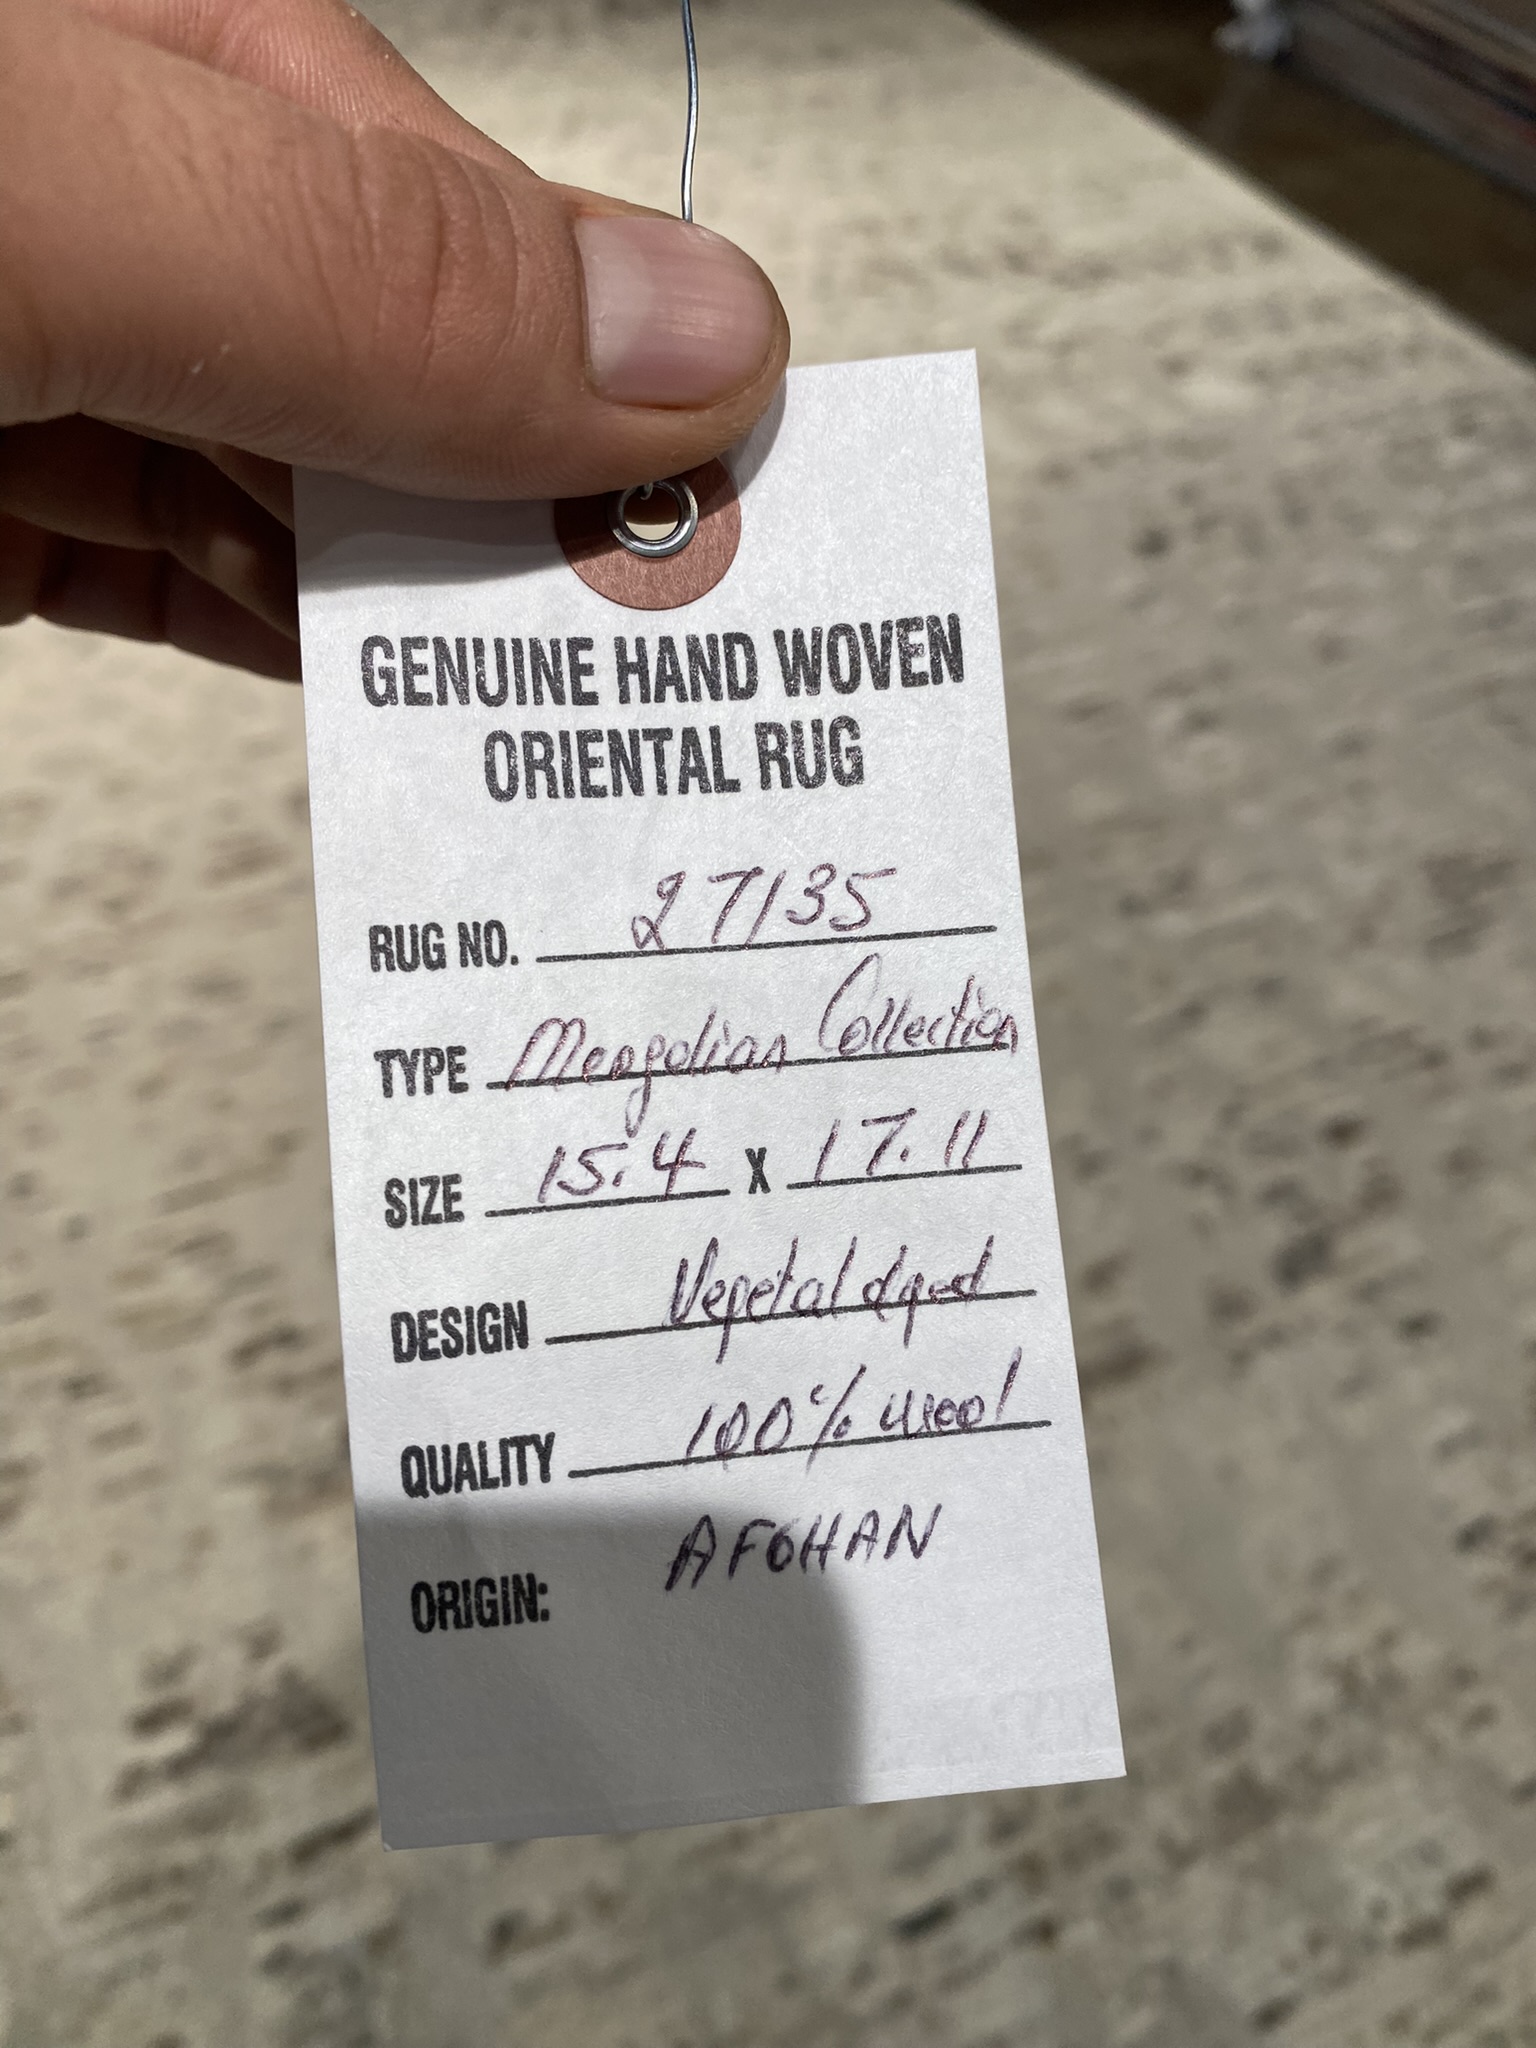 GENUINE HAND WOVEN
ORIENTAL RUG
RUG NO. 27135
TYPE Mongolian Collection
SIZE 15.4 X 17.11
DESIGN Vegetal dyed
QUALITY 100% wool
ORIGIN: AFGHAN